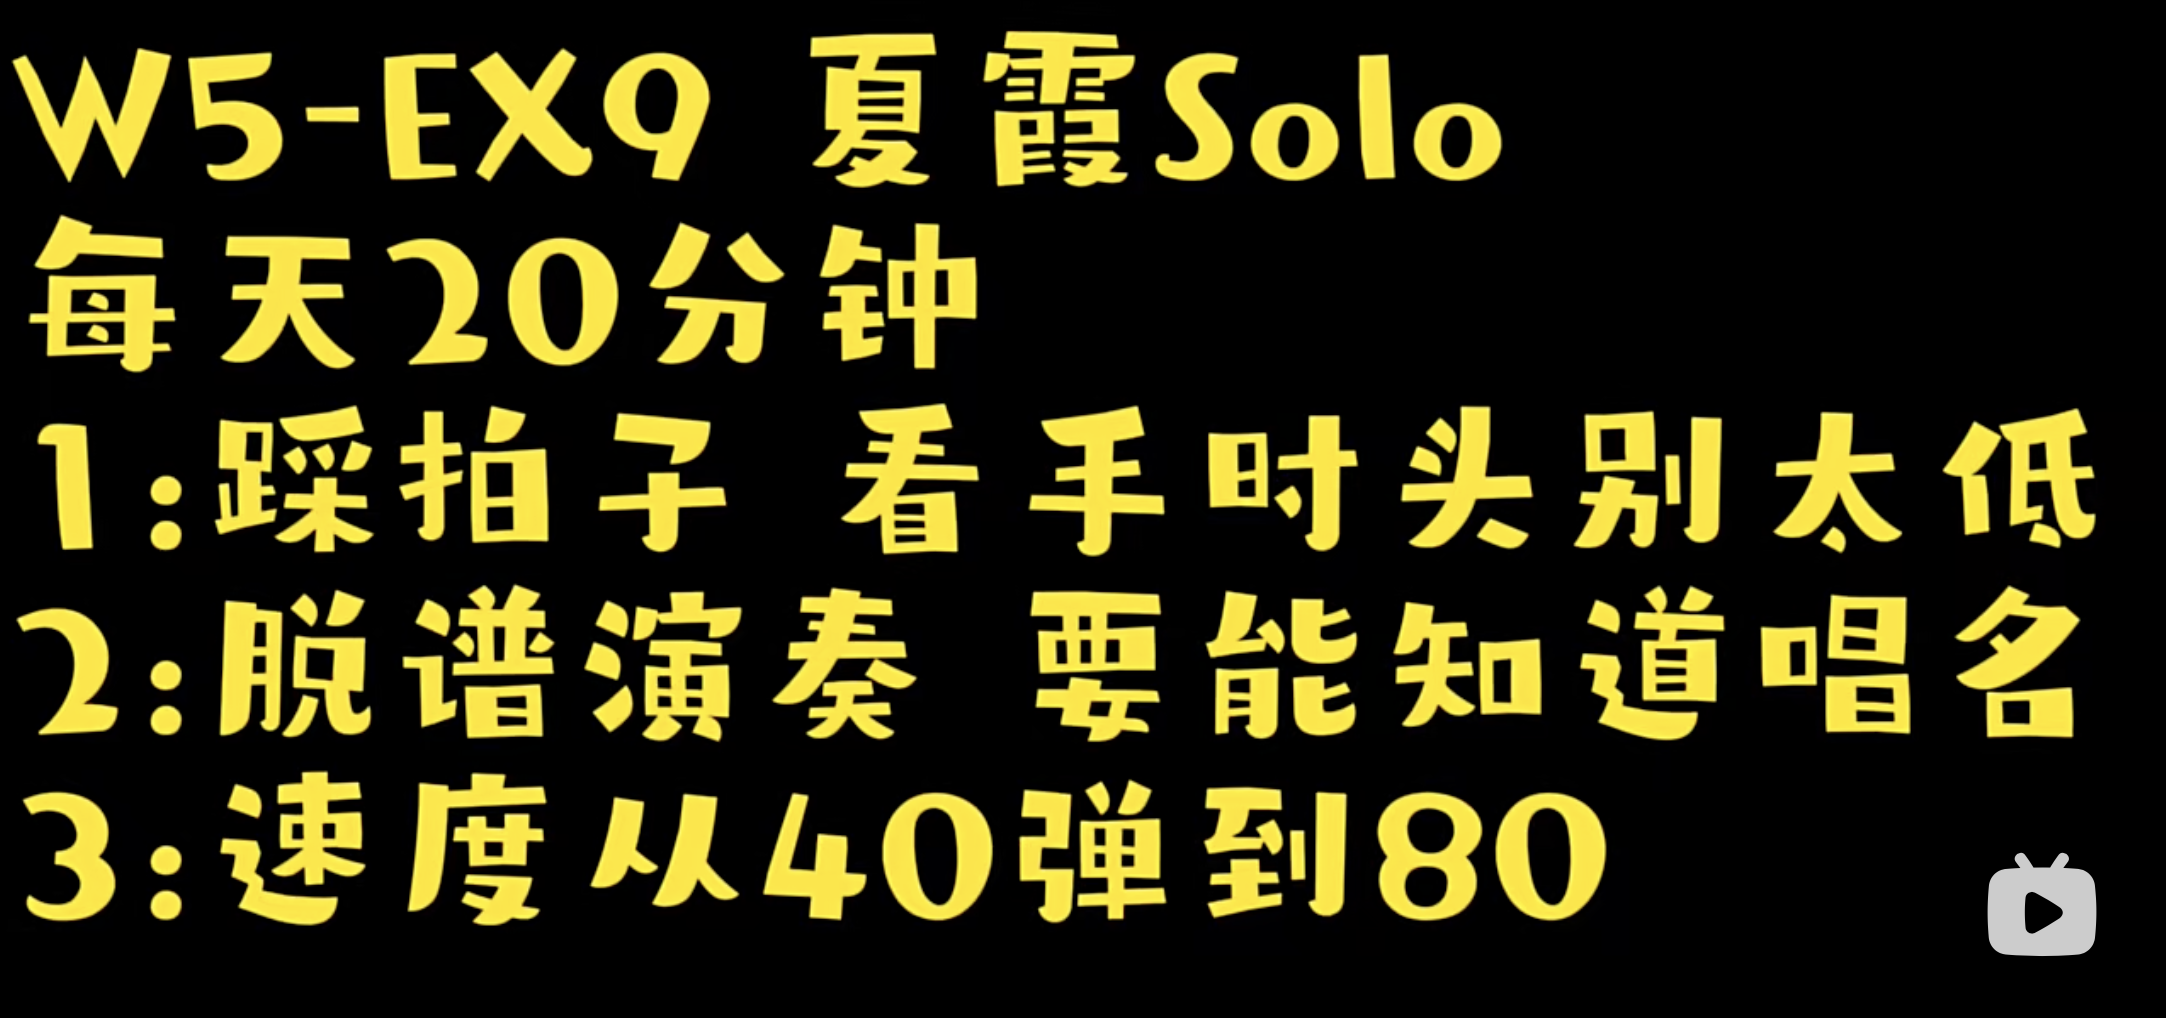 W5-EX9 夏霞Solo
每天20分钟
1:踩拍子 看手时头别太低
2:脱谱演奏 要能知道唱名
3:速度从40弹到80